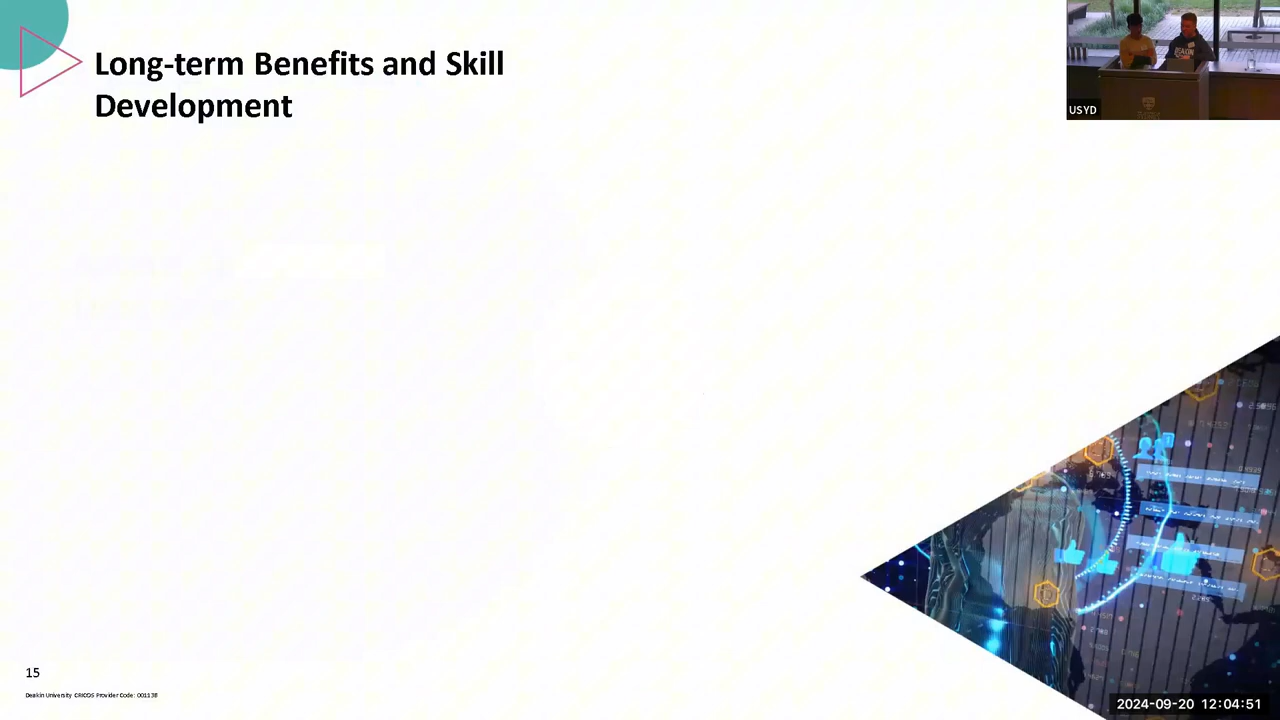 Long-term Benefits and Skill
Development
USYD
15
Deakin University CRICOS Provider Code: 00113B
2024-09-20 12:04:51